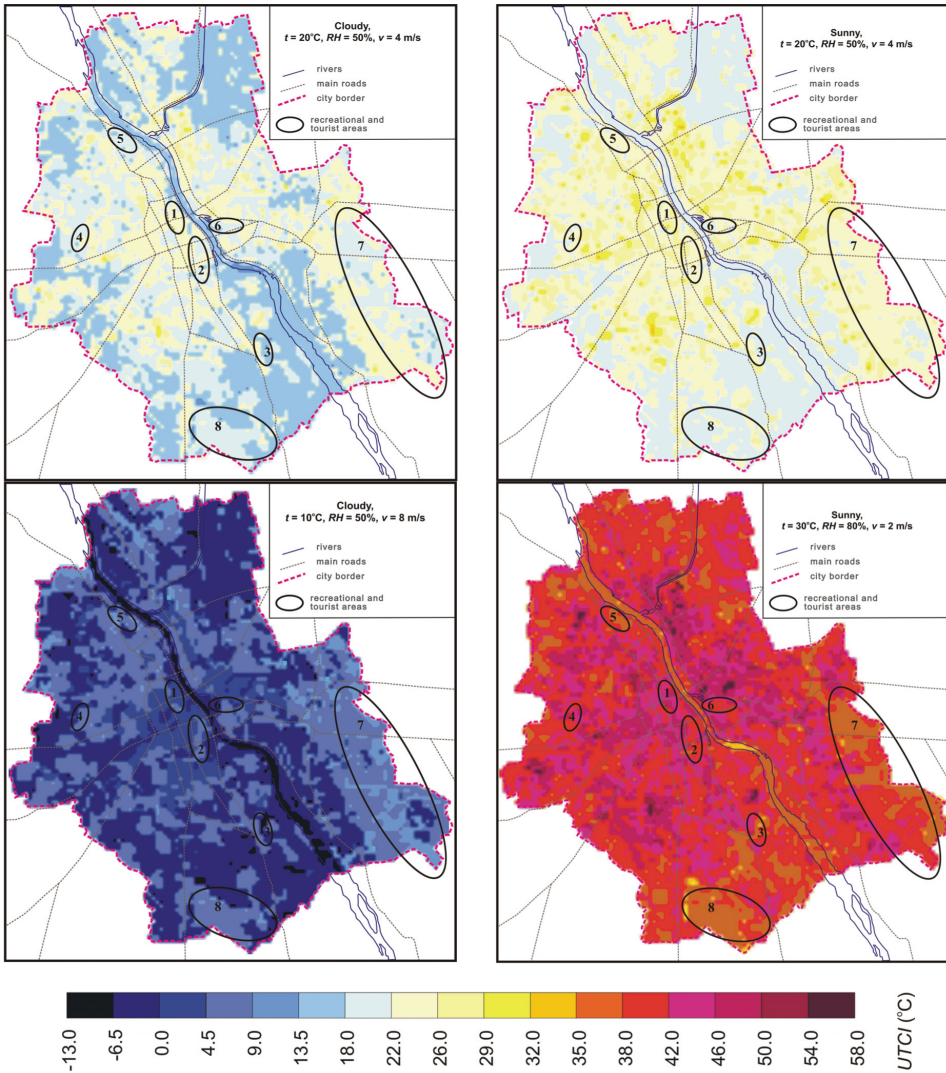 Cloudy,
t = 20°C, RH = 50%, v = 4 m/s
rivers
main roads
city border
recreational and
tourist areas
5
1
6
4
2
7
3
8
Sunny,
t = 20°C, RH = 50%, v = 4 m/s
rivers
main roads
city border
recreational and
tourist areas
5
1
6
4
2
7
3
8
Cloudy,
t = 10°C, RH = 50%, v = 8 m/s
rivers
main roads
city border
recreational and
tourist areas
5
1
6
4
2
7
3
8
Sunny,
t = 30°C, RH = 80%, v = 2 m/s
rivers
main roads
city border
recreational and
tourist areas
5
1
6
4
2
7
3
8
-13.0
-6.5
0.0
4.5
9.0
13.5
18.0
22.0
26.0
29.0
32.0
35.0
38.0
42.0
46.0
50.0
54.0
58.0
UTCI (°C)